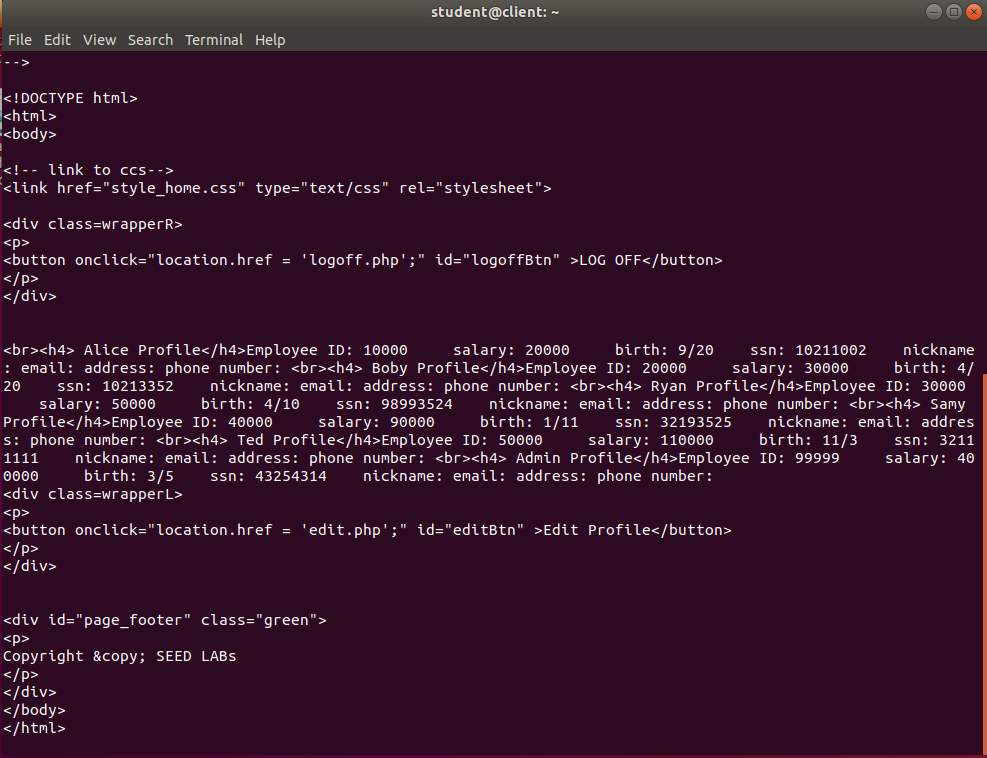 student@client: ~
File Edit View Search Terminal Help
-->
<!DOCTYPE html>
<html>
<body>
<!-- link to ccs-->
<link href="style_home.css" type="text/css" rel="stylesheet">
<div class=wrapperR>
<p>
<button onclick="location.href = 'logoff.php';" id="logoffBtn" >LOG OFF</button>
</p>
</div>
<br><h4> Alice Profile</h4>Employee ID: 10000     salary: 20000     birth: 9/20    ssn: 10211002    nickname
: email: address: phone number: <br><h4> Boby Profile</h4>Employee ID: 20000     salary: 30000     birth: 4/
20    ssn: 10213352    nickname: email: address: phone number: <br><h4> Ryan Profile</h4>Employee ID: 30000
    salary: 50000     birth: 4/10    ssn: 98993524    nickname: email: address: phone number: <br><h4> Samy
Profile</h4>Employee ID: 40000     salary: 90000     birth: 1/11    ssn: 32193525    nickname: email: addres
s: phone number: <br><h4> Ted Profile</h4>Employee ID: 50000     salary: 110000     birth: 11/3    ssn: 3211
1111    nickname: email: address: phone number: <br><h4> Admin Profile</h4>Employee ID: 99999     salary: 40
0000     birth: 3/5    ssn: 43254314    nickname: email: address: phone number:
<div class=wrapperL>
<p>
<button onclick="location.href = 'edit.php';" id="editBtn" >Edit Profile</button>
</p>
</div>
<div id="page_footer" class="green">
<p>
Copyright &copy; SEED LABs
</p>
</div>
</body>
</html>